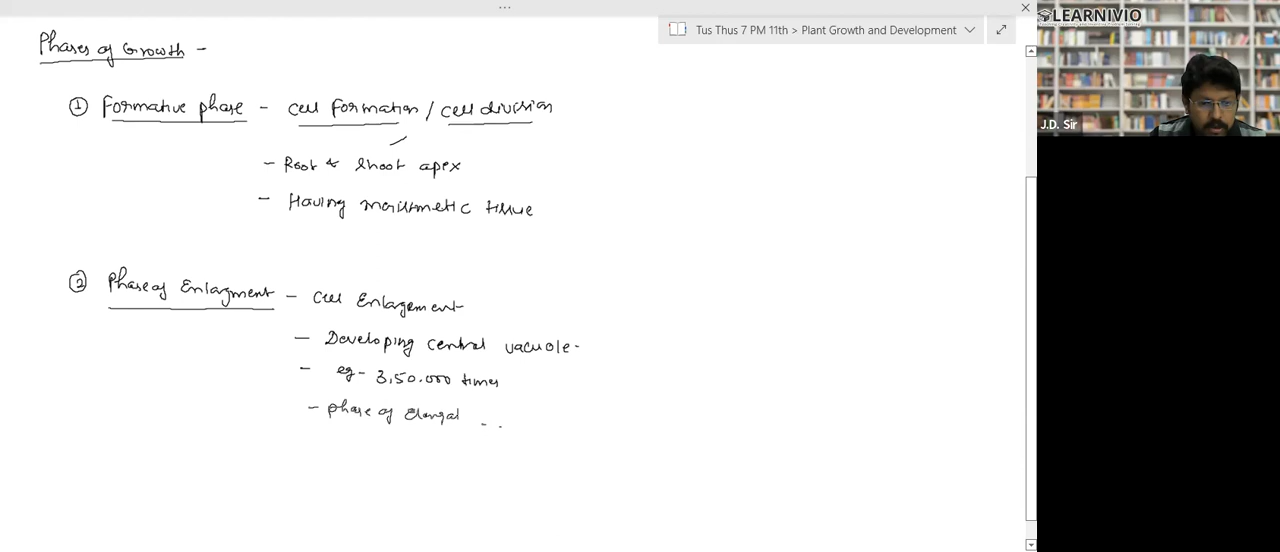 Tus Thus 7 PM 11th > Plant Growth and Development
LEARNIVIO
J.D. Sir
Phases of Growth -
① Formative phase - Cell formation / cell division
- Root & shoot apex
- Having meristmetic tissue
② Phase of Enlargment - Cell Enlargement
- Developing central vacuole.
- eg - 3,50,000 times
- Phase of Elongat